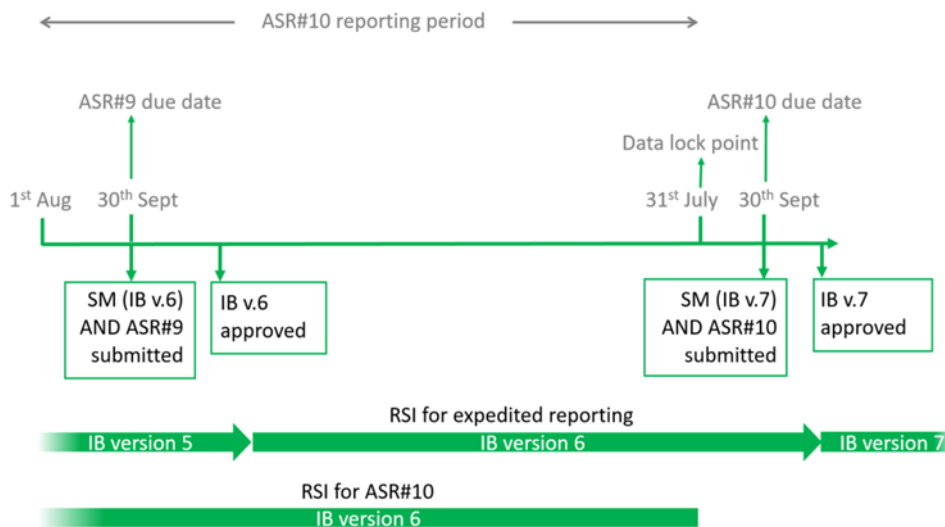 ASR#10 reporting period
ASR#9 due date
ASR#10 due date
Data lock point
1st Aug
30th Sept
31st July
30th Sept
SM (IB v.6)
AND ASR#9
submitted
IB v.6
approved
SM (IB v.7)
AND ASR#10
submitted
IB v.7
approved
RSI for expedited reporting
IB version 5
IB version 6
IB version 7
RSI for ASR#10
IB version 6